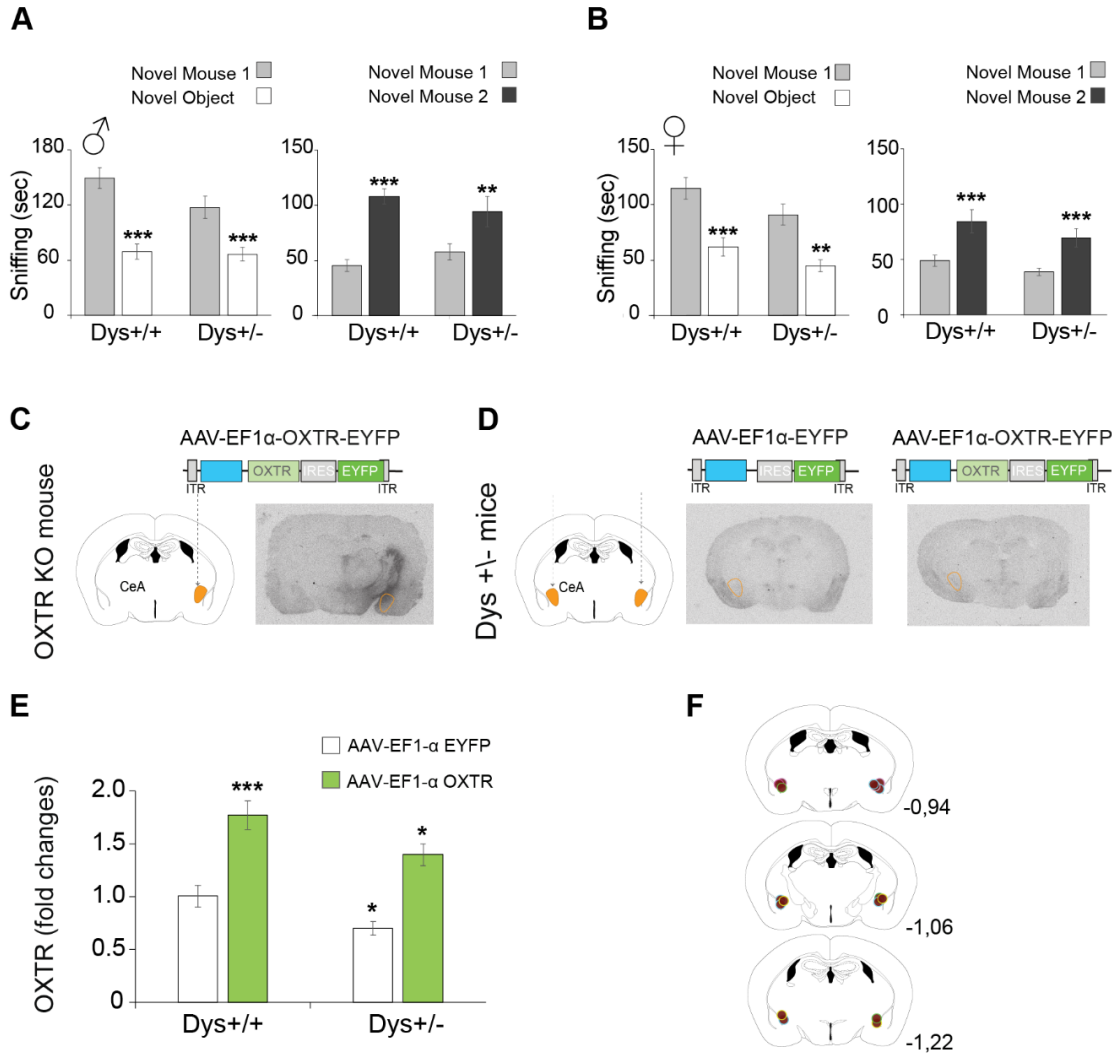 A
Novel Mouse 1
Novel Object
Novel Mouse 1
Novel Mouse 2
♂
Sniffing (sec)
180
120
60
0
***
***
Dys+/+
Dys+/-
150
100
50
0
***
**
Dys+/+
Dys+/-
B
Novel Mouse 1
Novel Object
Novel Mouse 1
Novel Mouse 2
♀
Sniffing (sec)
150
100
50
0
***
**
Dys+/+
Dys+/-
150
100
50
0
***
***
Dys+/+
Dys+/-
C
OXTR KO mouse
AAV-EF1α-OXTR-EYFP
OXTR IRES EYFP
ITR ITR
CeA
D
Dys +\- mice
AAV-EF1α-EYFP
IRES EYFP
ITR ITR
AAV-EF1α-OXTR-EYFP
OXTR IRES EYFP
ITR ITR
CeA
E
AAV-EF1-α EYFP
AAV-EF1-α OXTR
OXTR (fold changes)
2.0
1.5
1.0
0.5
0
***
*
*
Dys+/+
Dys+/-
F
-0,94
-1,06
-1,22